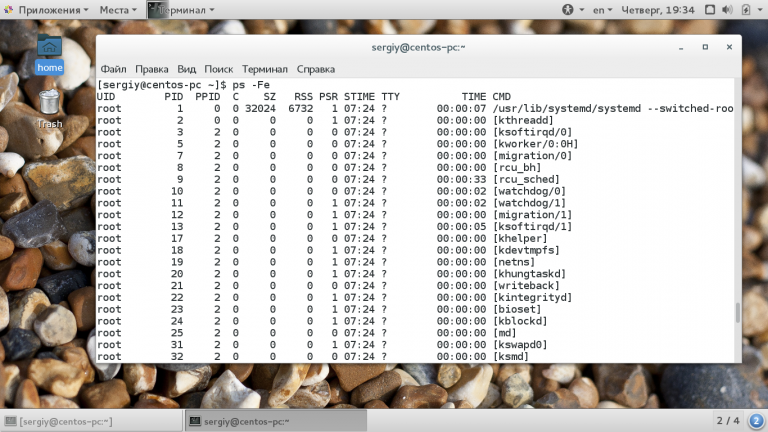 Приложения Места Терминал en Четверг, 19:34
home
Trash
sergiy@centos-pc:~
Файл Правка Вид Поиск Терминал Справка
[sergiy@centos-pc ~]$ ps -Fe
UID PID PPID C SZ RSS PSR STIME TTY TIME CMD
root 1 0 0 32024 6732 1 07:24 ? 00:00:07 /usr/lib/systemd/systemd --switched-roo
root 2 0 0 0 0 1 07:24 ? 00:00:00 [kthreadd]
root 3 2 0 0 0 0 07:24 ? 00:00:00 [ksoftirqd/0]
root 5 2 0 0 0 0 07:24 ? 00:00:00 [kworker/0:0H]
root 7 2 0 0 0 0 07:24 ? 00:00:00 [migration/0]
root 8 2 0 0 0 0 07:24 ? 00:00:00 [rcu_bh]
root 9 2 0 0 0 0 07:24 ? 00:00:33 [rcu_sched]
root 10 2 0 0 0 0 07:24 ? 00:00:02 [watchdog/0]
root 11 2 0 0 0 1 07:24 ? 00:00:02 [watchdog/1]
root 12 2 0 0 0 1 07:24 ? 00:00:00 [migration/1]
root 13 2 0 0 0 1 07:24 ? 00:00:05 [ksoftirqd/1]
root 17 2 0 0 0 0 07:24 ? 00:00:00 [khelper]
root 18 2 0 0 0 1 07:24 ? 00:00:00 [kdevtmpfs]
root 19 2 0 0 0 1 07:24 ? 00:00:00 [netns]
root 20 2 0 0 0 1 07:24 ? 00:00:00 [khungtaskd]
root 21 2 0 0 0 0 07:24 ? 00:00:00 [writeback]
root 22 2 0 0 0 1 07:24 ? 00:00:00 [kintegrityd]
root 23 2 0 0 0 1 07:24 ? 00:00:00 [bioset]
root 24 2 0 0 0 1 07:24 ? 00:00:00 [kblockd]
root 25 2 0 0 0 0 07:24 ? 00:00:00 [md]
root 31 2 0 0 0 1 07:24 ? 00:00:00 [kswapd0]
root 32 2 0 0 0 1 07:24 ? 00:00:00 [ksmd]
[sergiy@centos-pc:~] sergiy@centos-pc:~ 2 / 4 2